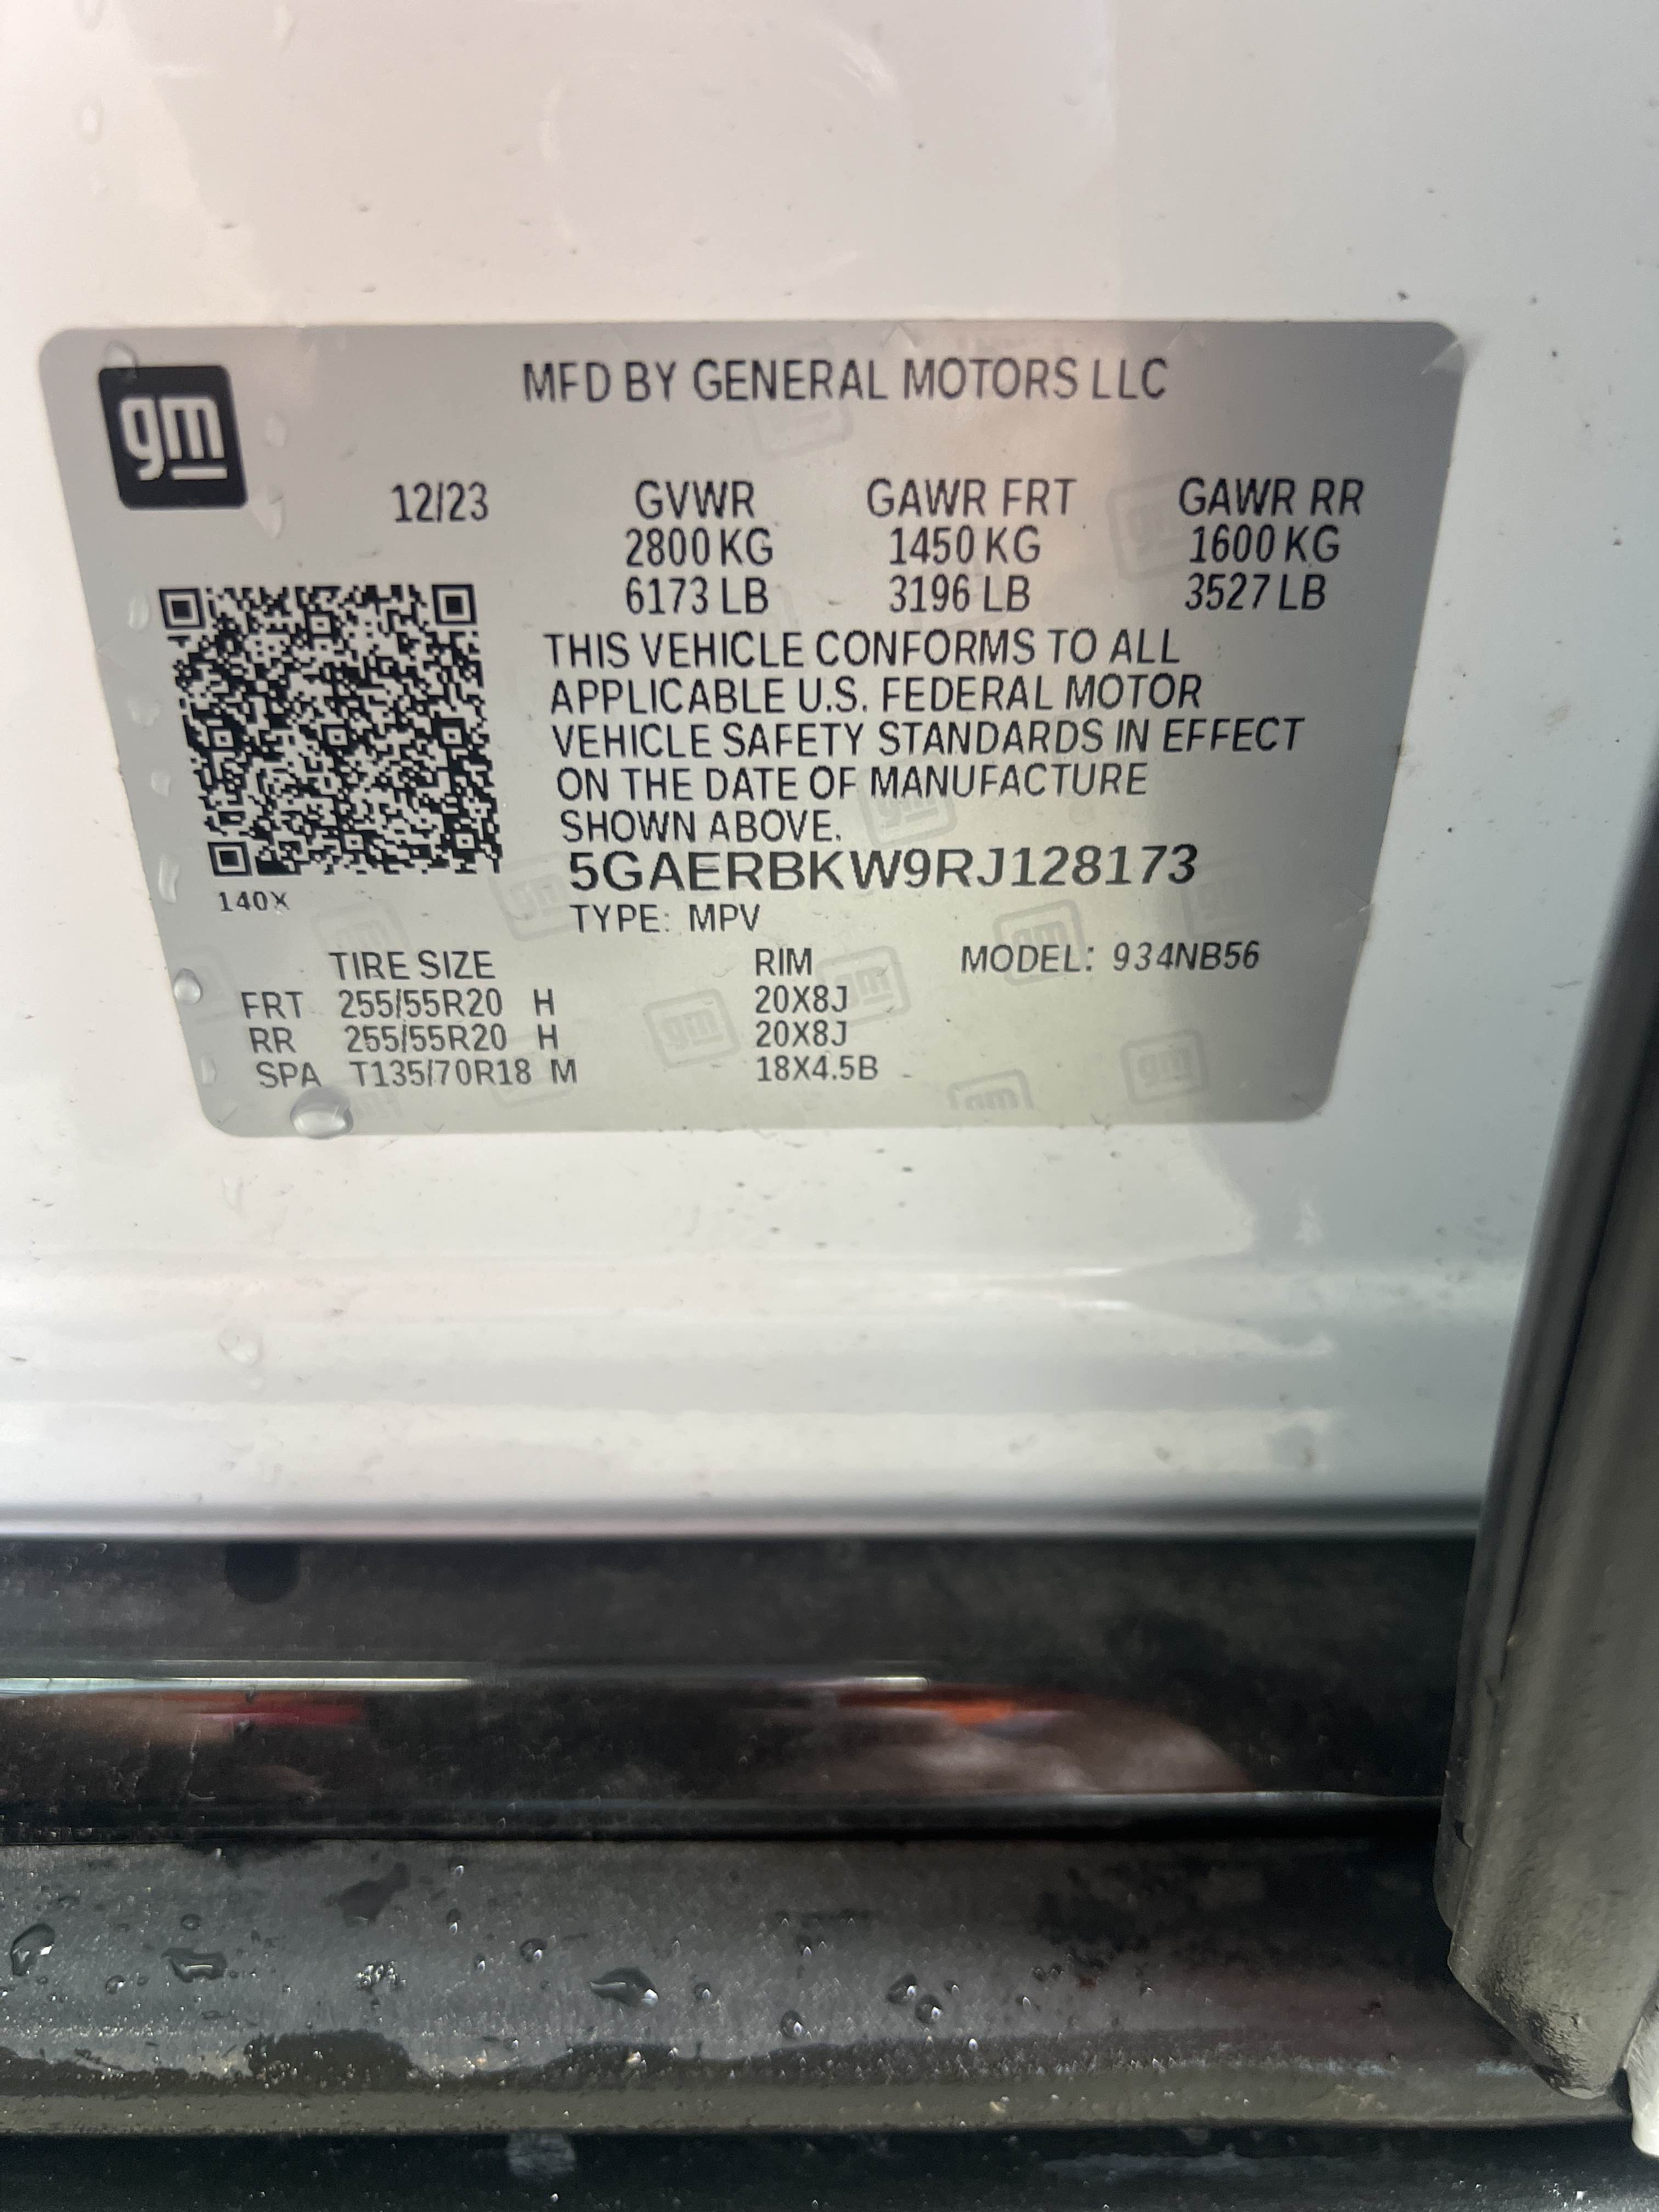 gm
MFD BY GENERAL MOTORS LLC
12/23 GVWR GAWR FRT GAWR RR
2800 KG 1450 KG 1600 KG
6173 LB 3196 LB 3527 LB
THIS VEHICLE CONFORMS TO ALL
APPLICABLE U.S. FEDERAL MOTOR
VEHICLE SAFETY STANDARDS IN EFFECT
ON THE DATE OF MANUFACTURE
SHOWN ABOVE.
5GAERBKW9RJ128173
140X
TYPE: MPV
TIRE SIZE RIM MODEL: 934NB56
FRT 255/55R20 H 20X8J
RR 255/55R20 H 20X8J
SPA T135/70R18 M 18X4.5B